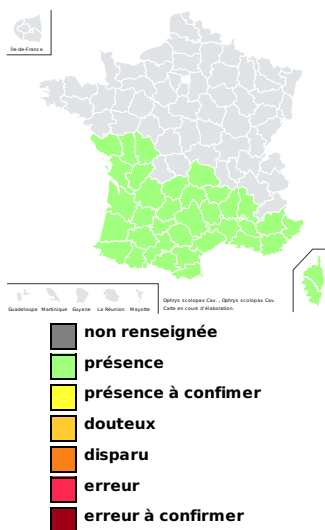 Île-de-France
Guadeloupe Martinique Guyane La Réunion Mayotte
Ophrys scolopax Cav. , Ophrys scolopax Cav.
Carte en cours d'élaboration.
non renseignée
présence
présence à confimer
douteux
disparu
erreur
erreur à confirmer